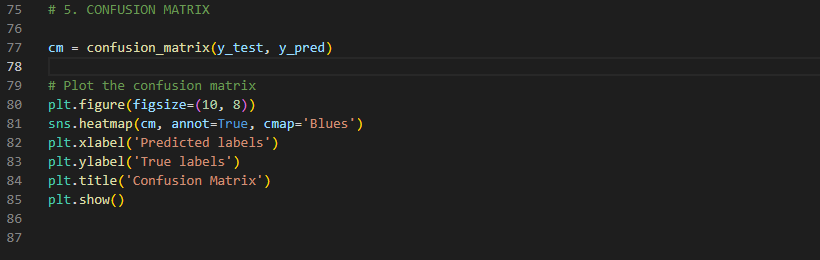 75 # 5. CONFUSION MATRIX
76
77 cm = confusion_matrix(y_test, y_pred)
78
79 # Plot the confusion matrix
80 plt.figure(figsize=(10, 8))
81 sns.heatmap(cm, annot=True, cmap='Blues')
82 plt.xlabel('Predicted labels')
83 plt.ylabel('True labels')
84 plt.title('Confusion Matrix')
85 plt.show()
86
87